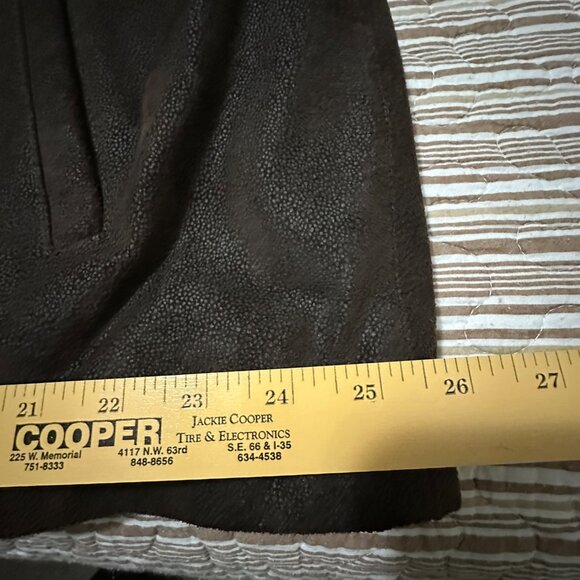 21 22 23 24 25 26 27
COOPER
JACKIE COOPER
TIRE & ELECTRONICS
225 W. Memorial 4117 N.W. 63rd S.E. 66 & I-35
751-8333 848-8656 634-4538